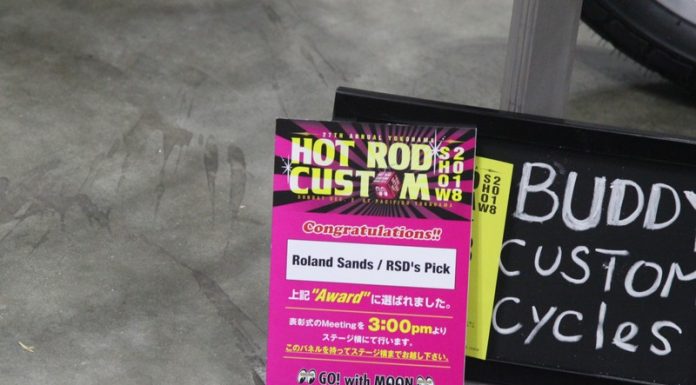 27TH ANNUAL YOKOHAMA
HOT ROD
CUSTOM
S2
H0
O1
W8
SUNDAY DEC. 2 AT PACIFICO YOKOHAMA
Congratulations!!
Roland Sands / RSD's Pick
上記"Award"に選ばれました。
表彰式のMeetingを3:00pmより
ステージ横にて行います。
このパネルを持ってステージ横までお越し下さい。
GO! with MOON
S2
H0
O1
W8
BUDDY
CUSTOM
Cycles